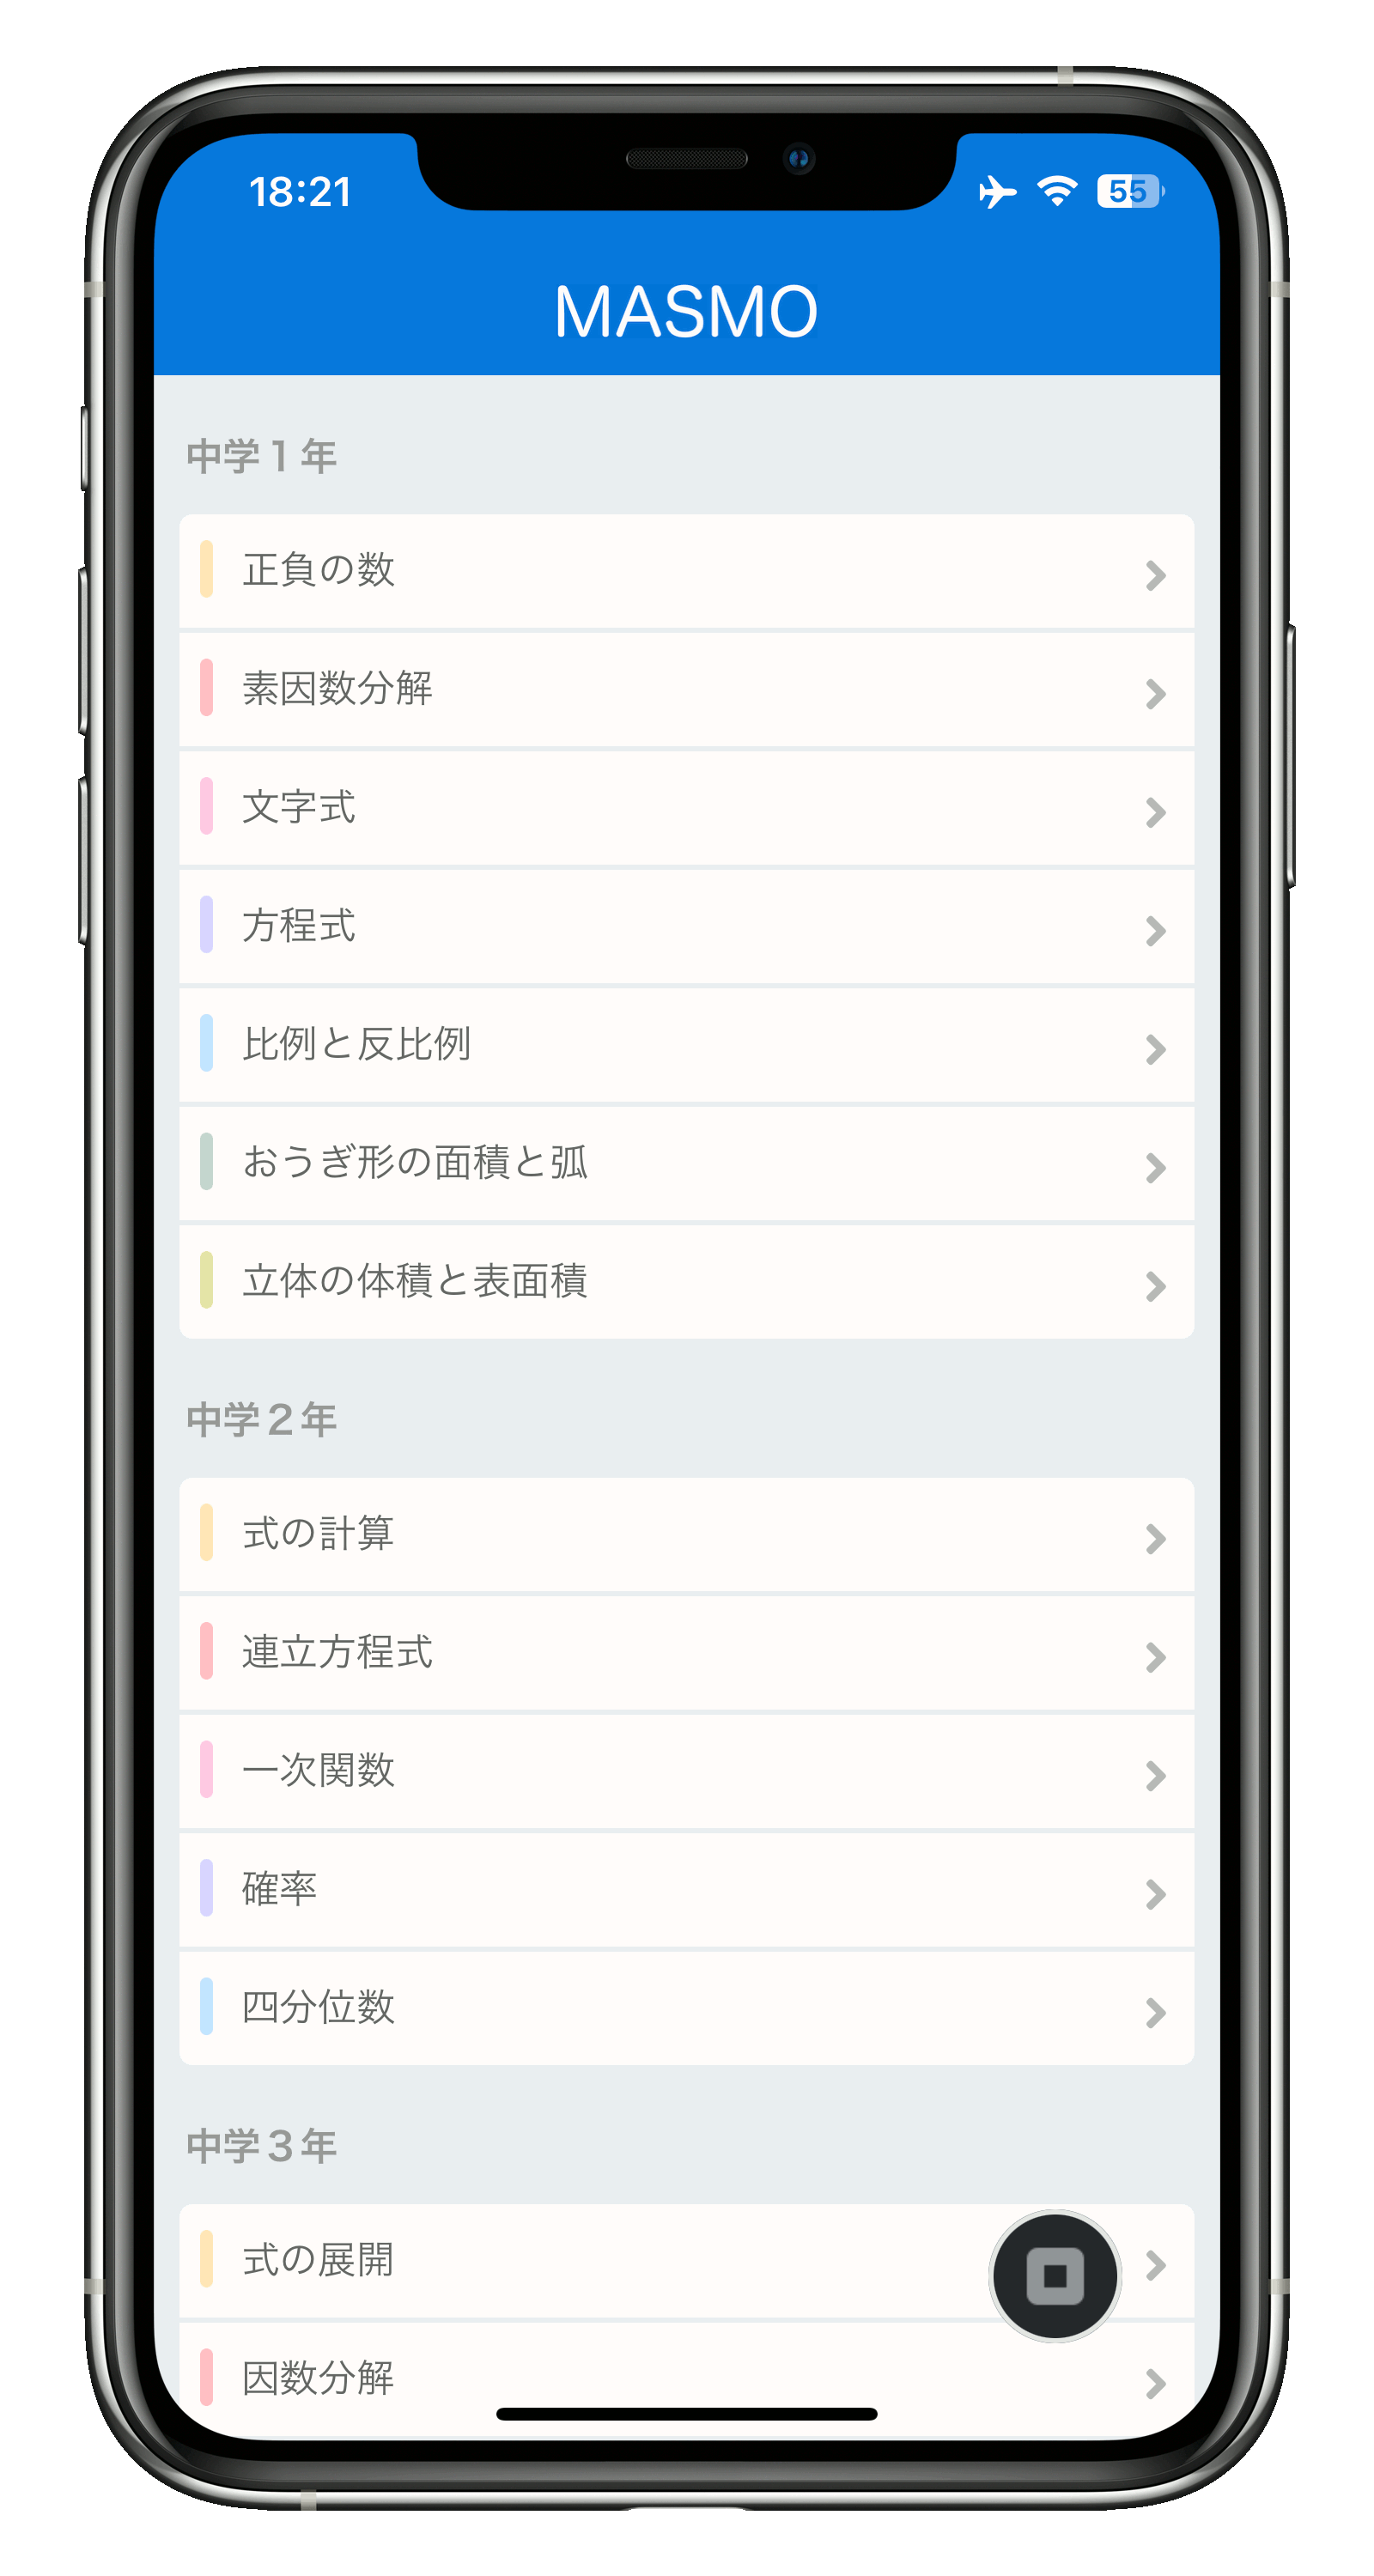 18:21
55
MASMO
中学１年
正負の数
素因数分解
文字式
方程式
比例と反比例
おうぎ形の面積と弧
立体の体積と表面積
中学２年
式の計算
連立方程式
一次関数
確率
四分位数
中学３年
式の展開
因数分解